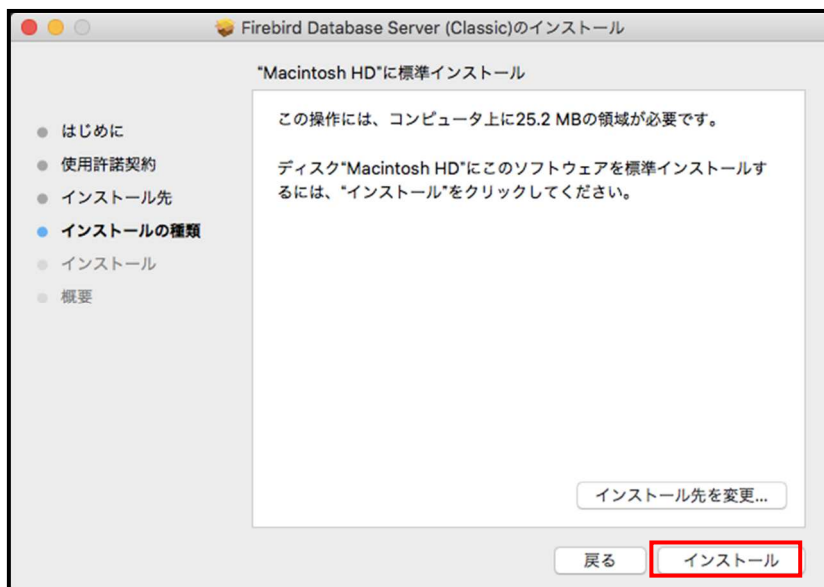 Firebird Database Server (Classic)のインストール
“Macintosh HD”に標準インストール
はじめに
使用許諾契約
インストール先
インストールの種類
インストール
概要
この操作には、コンピュータ上に25.2 MBの領域が必要です。
ディスク“Macintosh HD”にこのソフトウェアを標準インストールす
るには、“インストール”をクリックしてください。
インストール先を変更...
戻る
インストール